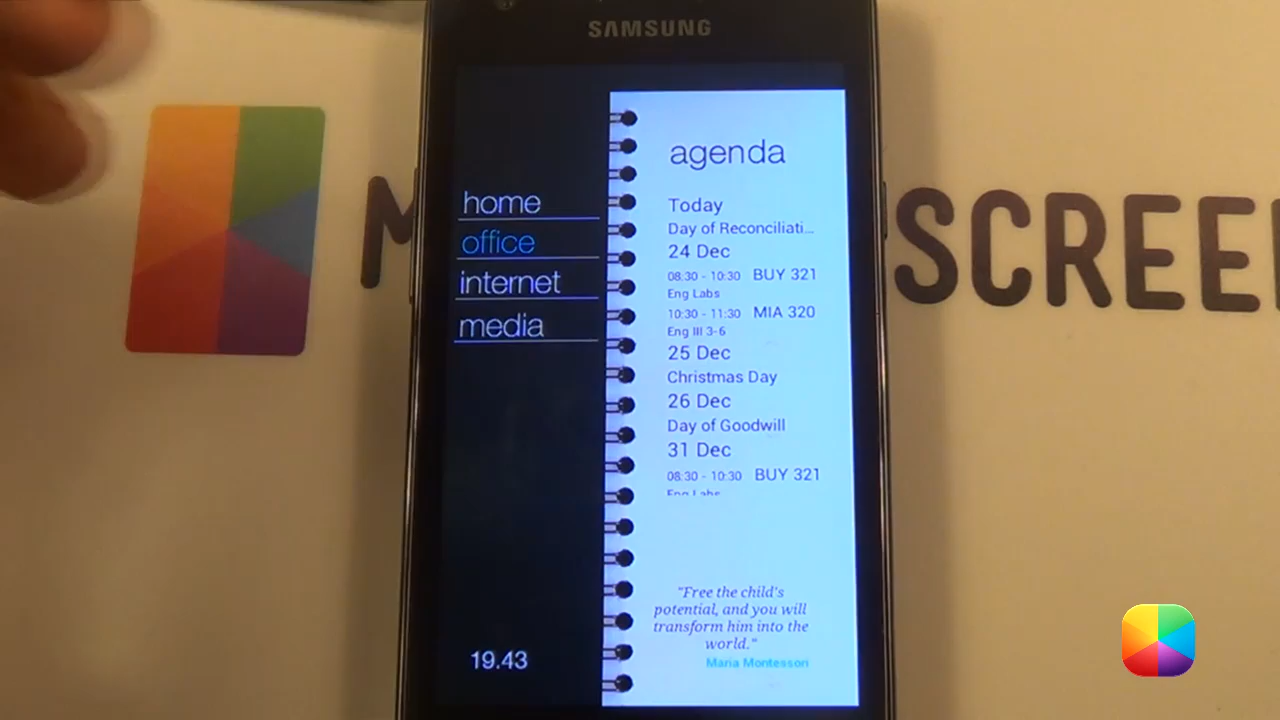 SAMSUNG
M
SCREE
home
office
internet
media
19.43
agenda
Today
Day of Reconciliati...
24 Dec
08:30 - 10:30 BUY 321
Eng Labs
10:30 - 11:30 MIA 320
Eng III 3-6
25 Dec
Christmas Day
26 Dec
Day of Goodwill
31 Dec
08:30 - 10:30 BUY 321
Eng Labs
"Free the child's
potential, and you will
transform him into the
world."
Maria Montessori